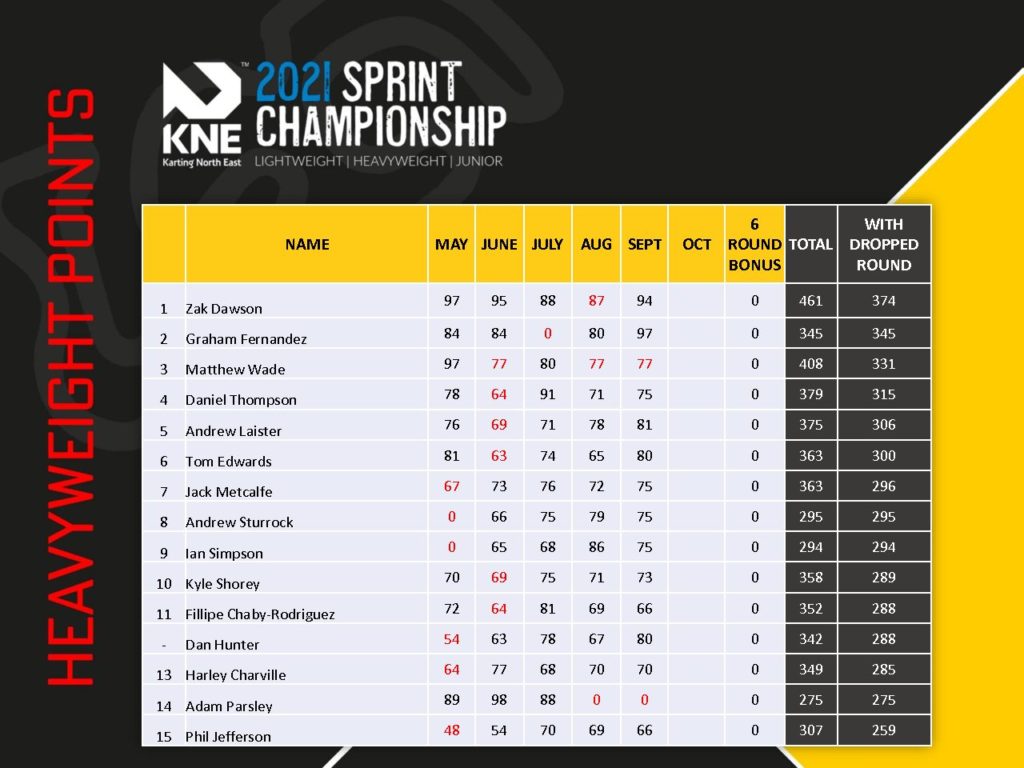 HEAVYWEIGHT POINTS
KNE™
Karting North East
2021 SPRINT
CHAMPIONSHIP
LIGHTWEIGHT | HEAVYWEIGHT | JUNIOR
NAME MAY JUNE JULY AUG SEPT OCT 6 ROUND BONUS TOTAL WITH DROPPED ROUND
1 Zak Dawson 97 95 88 87 94 0 461 374
2 Graham Fernandez 84 84 0 80 97 0 345 345
3 Matthew Wade 97 77 80 77 77 0 408 331
4 Daniel Thompson 78 64 91 71 75 0 379 315
5 Andrew Laister 76 69 71 78 81 0 375 306
6 Tom Edwards 81 63 74 65 80 0 363 300
7 Jack Metcalfe 67 73 76 72 75 0 363 296
8 Andrew Sturrock 0 66 75 79 75 0 295 295
9 Ian Simpson 0 65 68 86 75 0 294 294
10 Kyle Shorey 70 69 75 71 73 0 358 289
11 Fillipe Chaby-Rodriguez 72 64 81 69 66 0 352 288
- Dan Hunter 54 63 78 67 80 0 342 288
13 Harley Charville 64 77 68 70 70 0 349 285
14 Adam Parsley 89 98 88 0 0 0 275 275
15 Phil Jefferson 48 54 70 69 66 0 307 259